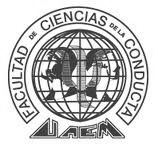 FACULTAD DE CIENCIAS DE LA CONDUCTA
UAEM